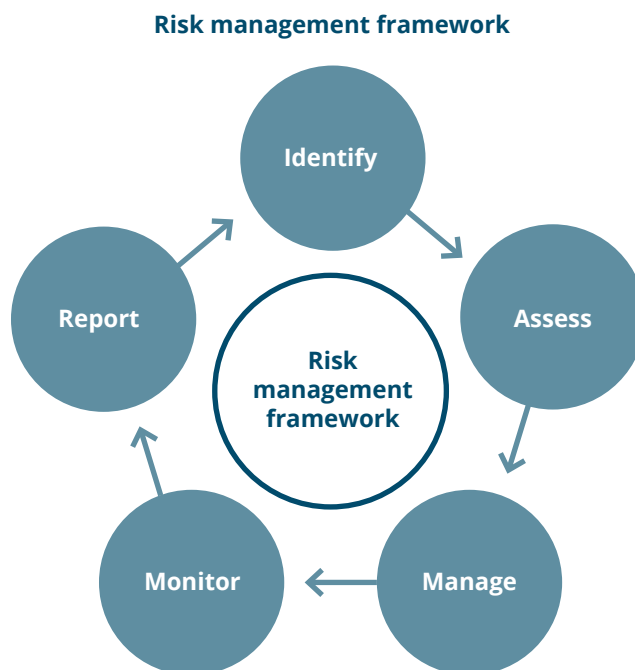 Risk management framework
Identify
Assess
Manage
Monitor
Report
Risk
management
framework